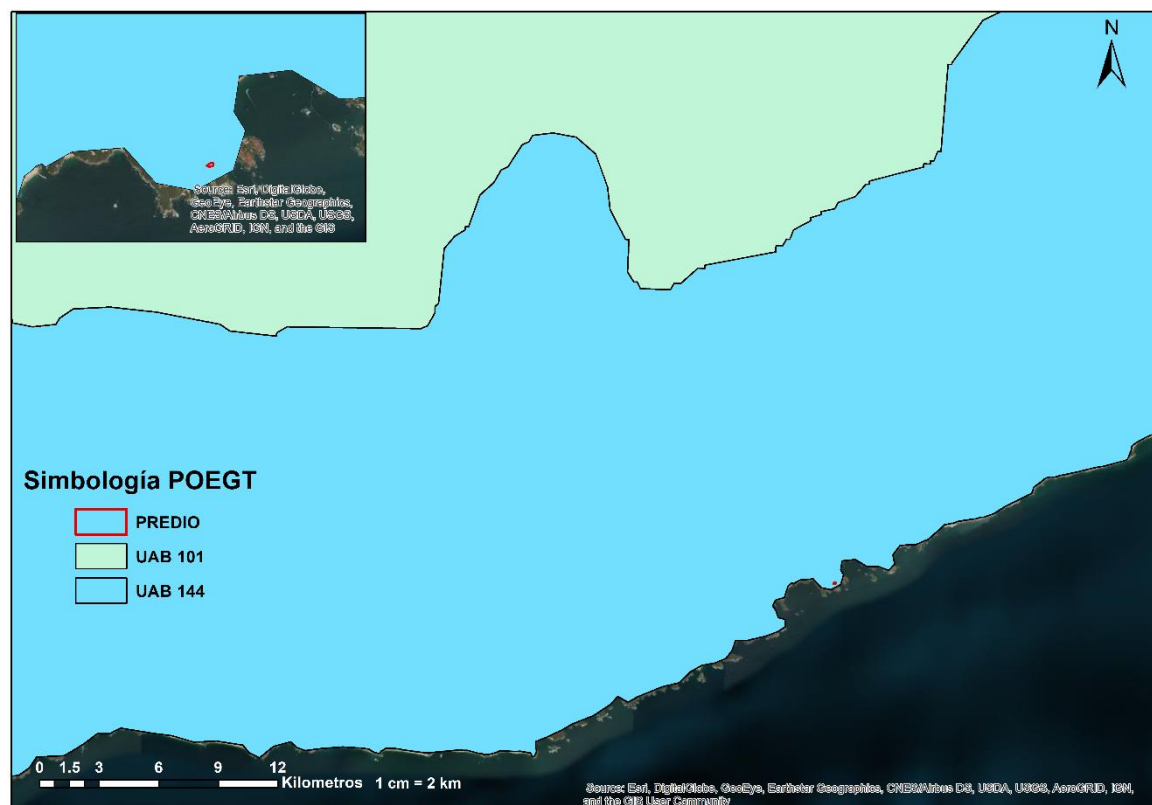 Source: Esri, DigitalGlobe,
GeoEye, Earthstar Geographics,
CNES/Airbus DS, USDA, USGS,
AeroGRID, IGN, and the GIS
N
Simbología POEGT
PREDIO
UAB 101
UAB 144
0 1.5 3 6 9 12
Kilometros 1 cm = 2 km
Source: Esri, DigitalGlobe, GeoEye, Earthstar Geographics, CNES/Airbus DS, USDA, USGS, AeroGRID, IGN,
and the GIS User Community